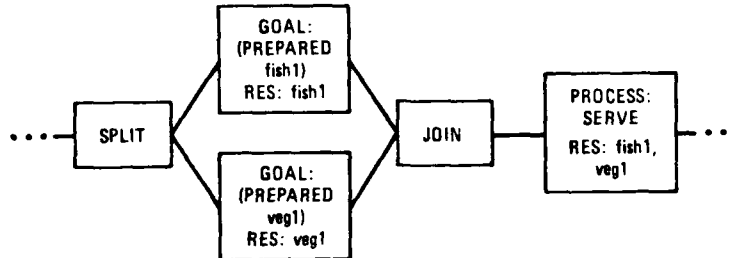 SPLIT
GOAL:
(PREPARED
fish1)
RES: fish1
GOAL:
(PREPARED
veg1)
RES: veg1
JOIN
PROCESS:
SERVE
RES: fish1,
veg1